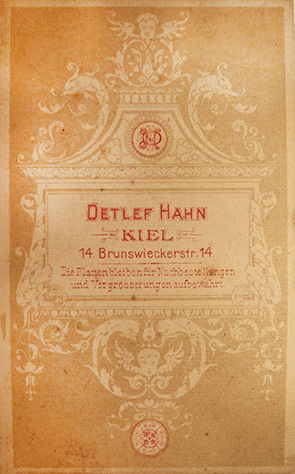 DETLEF HAHN
KIEL
14. Brunswieckerstr. 14
Die Platten bleiben für Nachbestellungen
und Vergrösserungen aufbewahrt.